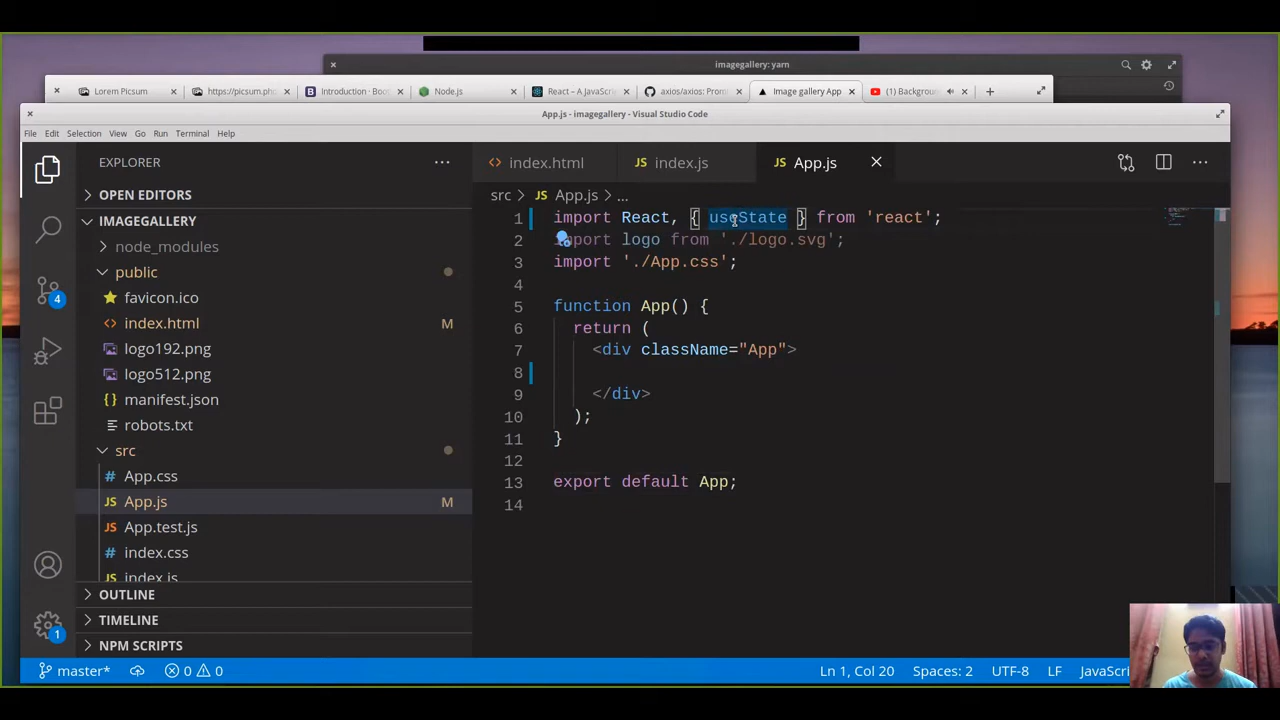 imagegallery: yarn
Lorem Picsum
https://picsum.pho
Introduction · Boo
Node.js
React – A JavaScri
axios/axios: Prom
Image gallery App
(1) Backgroun
App.js - imagegallery - Visual Studio Code
File Edit Selection View Go Run Terminal Help
EXPLORER
index.html
index.js
App.js
OPEN EDITORS
src > App.js > ...
IMAGEGALLERY
node_modules
public
favicon.ico
index.html M
logo192.png
logo512.png
manifest.json
robots.txt
src
App.css
App.js M
App.test.js
index.css
index.js
OUTLINE
TIMELINE
NPM SCRIPTS
4
1
1 import React, { useState } from 'react';
2 import logo from './logo.svg';
3 import './App.css';
4
5 function App() {
6 return (
7 <div className="App">
8
9 </div>
10 );
11 }
12
13 export default App;
14
master* 0 0 Ln 1, Col 20 Spaces: 2 UTF-8 LF JavaScri